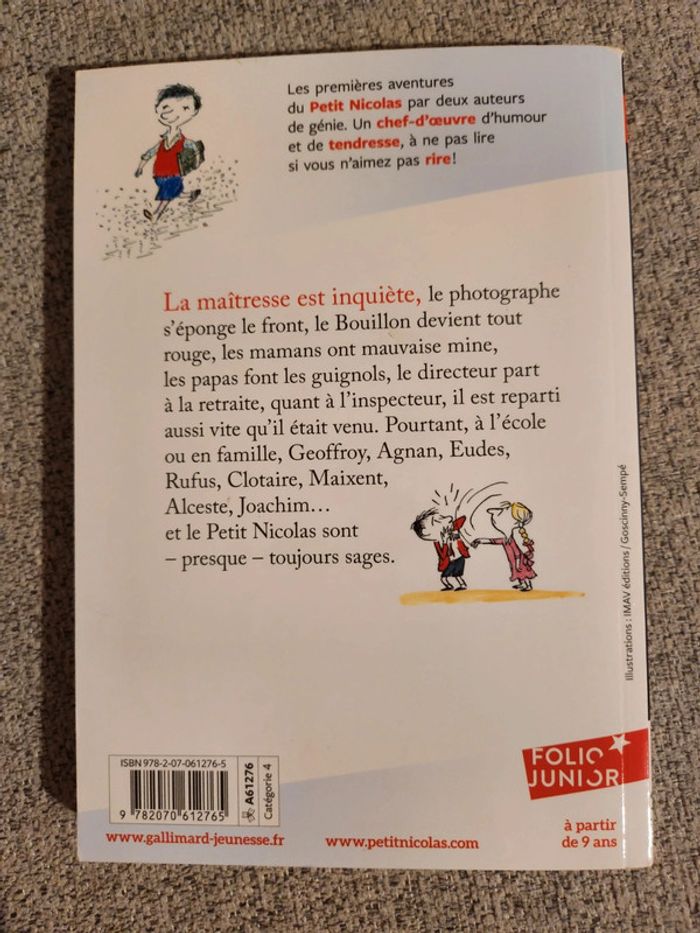 Les premières aventures
du Petit Nicolas par deux auteurs
de génie. Un chef-d'œuvre d'humour
et de tendresse, à ne pas lire
si vous n'aimez pas rire!
La maîtresse est inquiète, le photographe
s'éponge le front, le Bouillon devient tout
rouge, les mamans ont mauvaise mine,
les papas font les guignols, le directeur part
à la retraite, quant à l'inspecteur, il est reparti
aussi vite qu'il était venu. Pourtant, à l'école
ou en famille, Geoffroy, Agnan, Eudes,
Rufus, Clotaire, Maixent,
Alceste, Joachim…
et le Petit Nicolas sont
– presque – toujours sages.
Illustrations : IMAV éditions / Goscinny-Sempé
ISBN 978-2-07-061276-5
9 782070 612765
A61276
Catégorie 4
FOLIO
JUNIOR
www.gallimard-jeunesse.fr
www.petitnicolas.com
à partir
de 9 ans